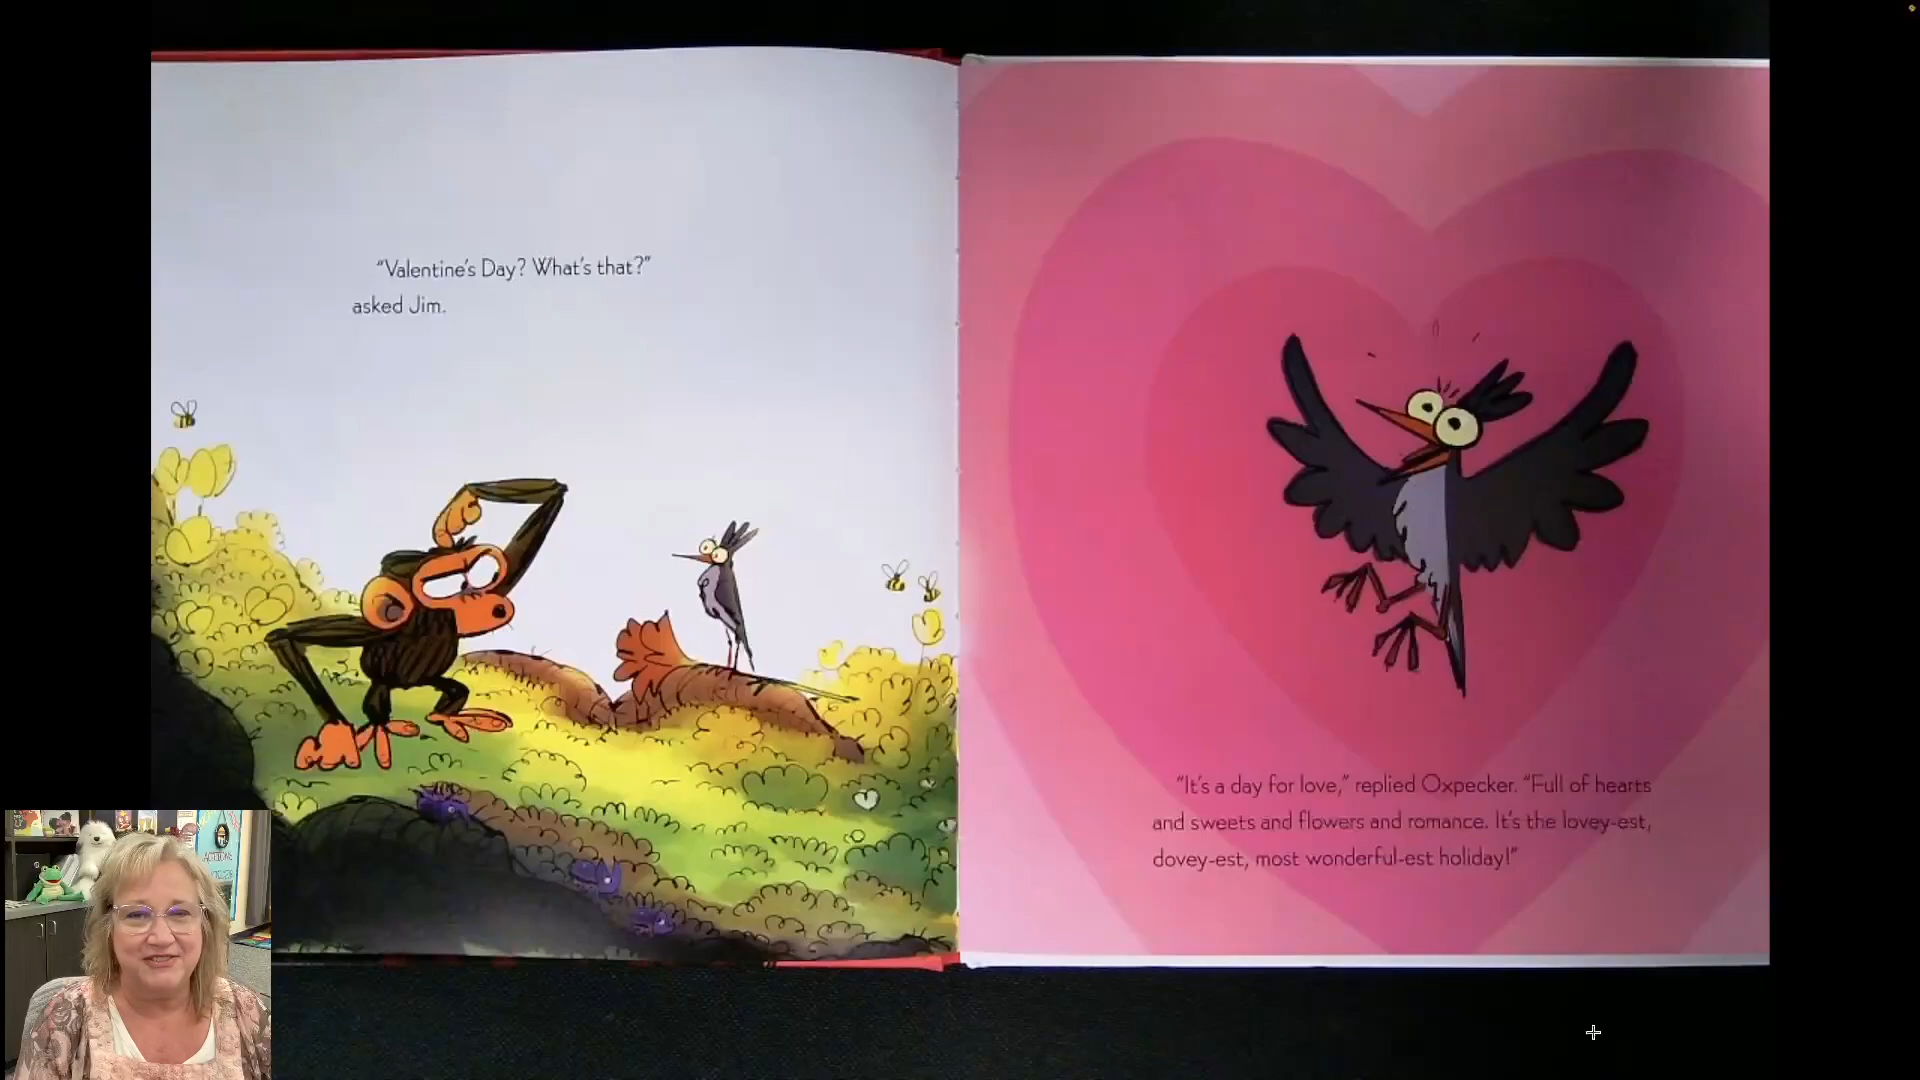 “Valentine’s Day? What’s that?”
asked Jim.
“It’s a day for love,” replied Oxpecker. “Full of hearts
and sweets and flowers and romance. It’s the lovey-est,
dovey-est, most wonderful-est holiday!”